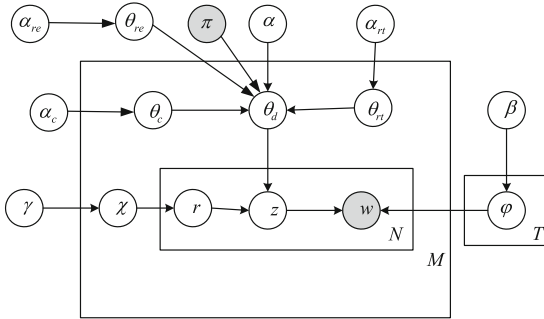 α_re θ_re π α α_rt
α_c θ_c θ_d θ_rt β
γ χ r z w φ
N T
M